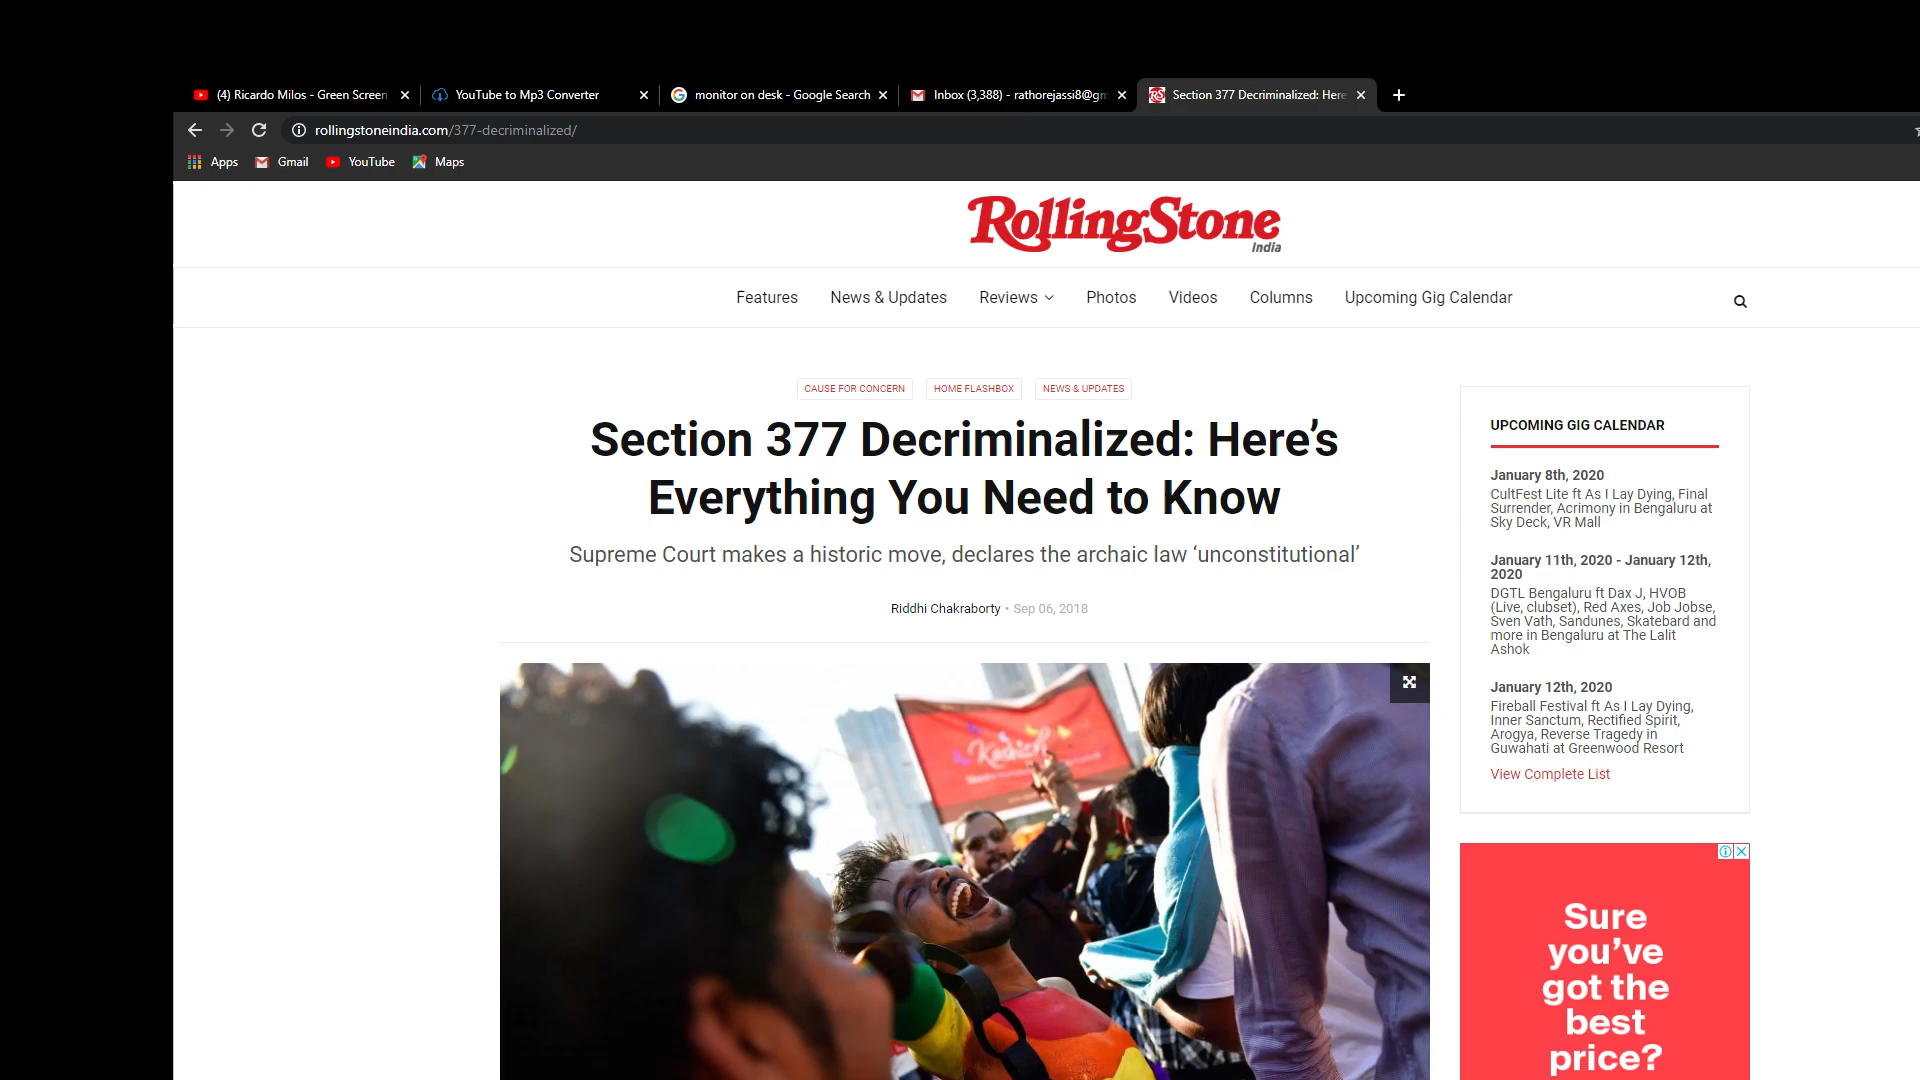 (4) Ricardo Milos - Green Screen
YouTube to Mp3 Converter
monitor on desk - Google Search
Inbox (3,388) - rathorejassi8@gm
Section 377 Decriminalized: Here
rollingstoneindia.com/377-decriminalized/
Apps
Gmail
YouTube
Maps
RollingStone
India
Features
News & Updates
Reviews
Photos
Videos
Columns
Upcoming Gig Calendar
CAUSE FOR CONCERN
HOME FLASHBOX
NEWS & UPDATES
Section 377 Decriminalized: Here’s
Everything You Need to Know
Supreme Court makes a historic move, declares the archaic law ‘unconstitutional’
Riddhi Chakraborty • Sep 06, 2018
Kashish
UPCOMING GIG CALENDAR
January 8th, 2020
CultFest Lite ft As I Lay Dying, Final
Surrender, Acrimony in Bengaluru at
Sky Deck, VR Mall
January 11th, 2020 - January 12th,
2020
DGTL Bengaluru ft Dax J, HVOB
(Live, clubset), Red Axes, Job Jobse,
Sven Vath, Sandunes, Skatebard and
more in Bengaluru at The Lalit
Ashok
January 12th, 2020
Fireball Festival ft As I Lay Dying,
Inner Sanctum, Rectified Spirit,
Arogya, Reverse Tragedy in
Guwahati at Greenwood Resort
View Complete List
Sure
you’ve
got the
best
price?